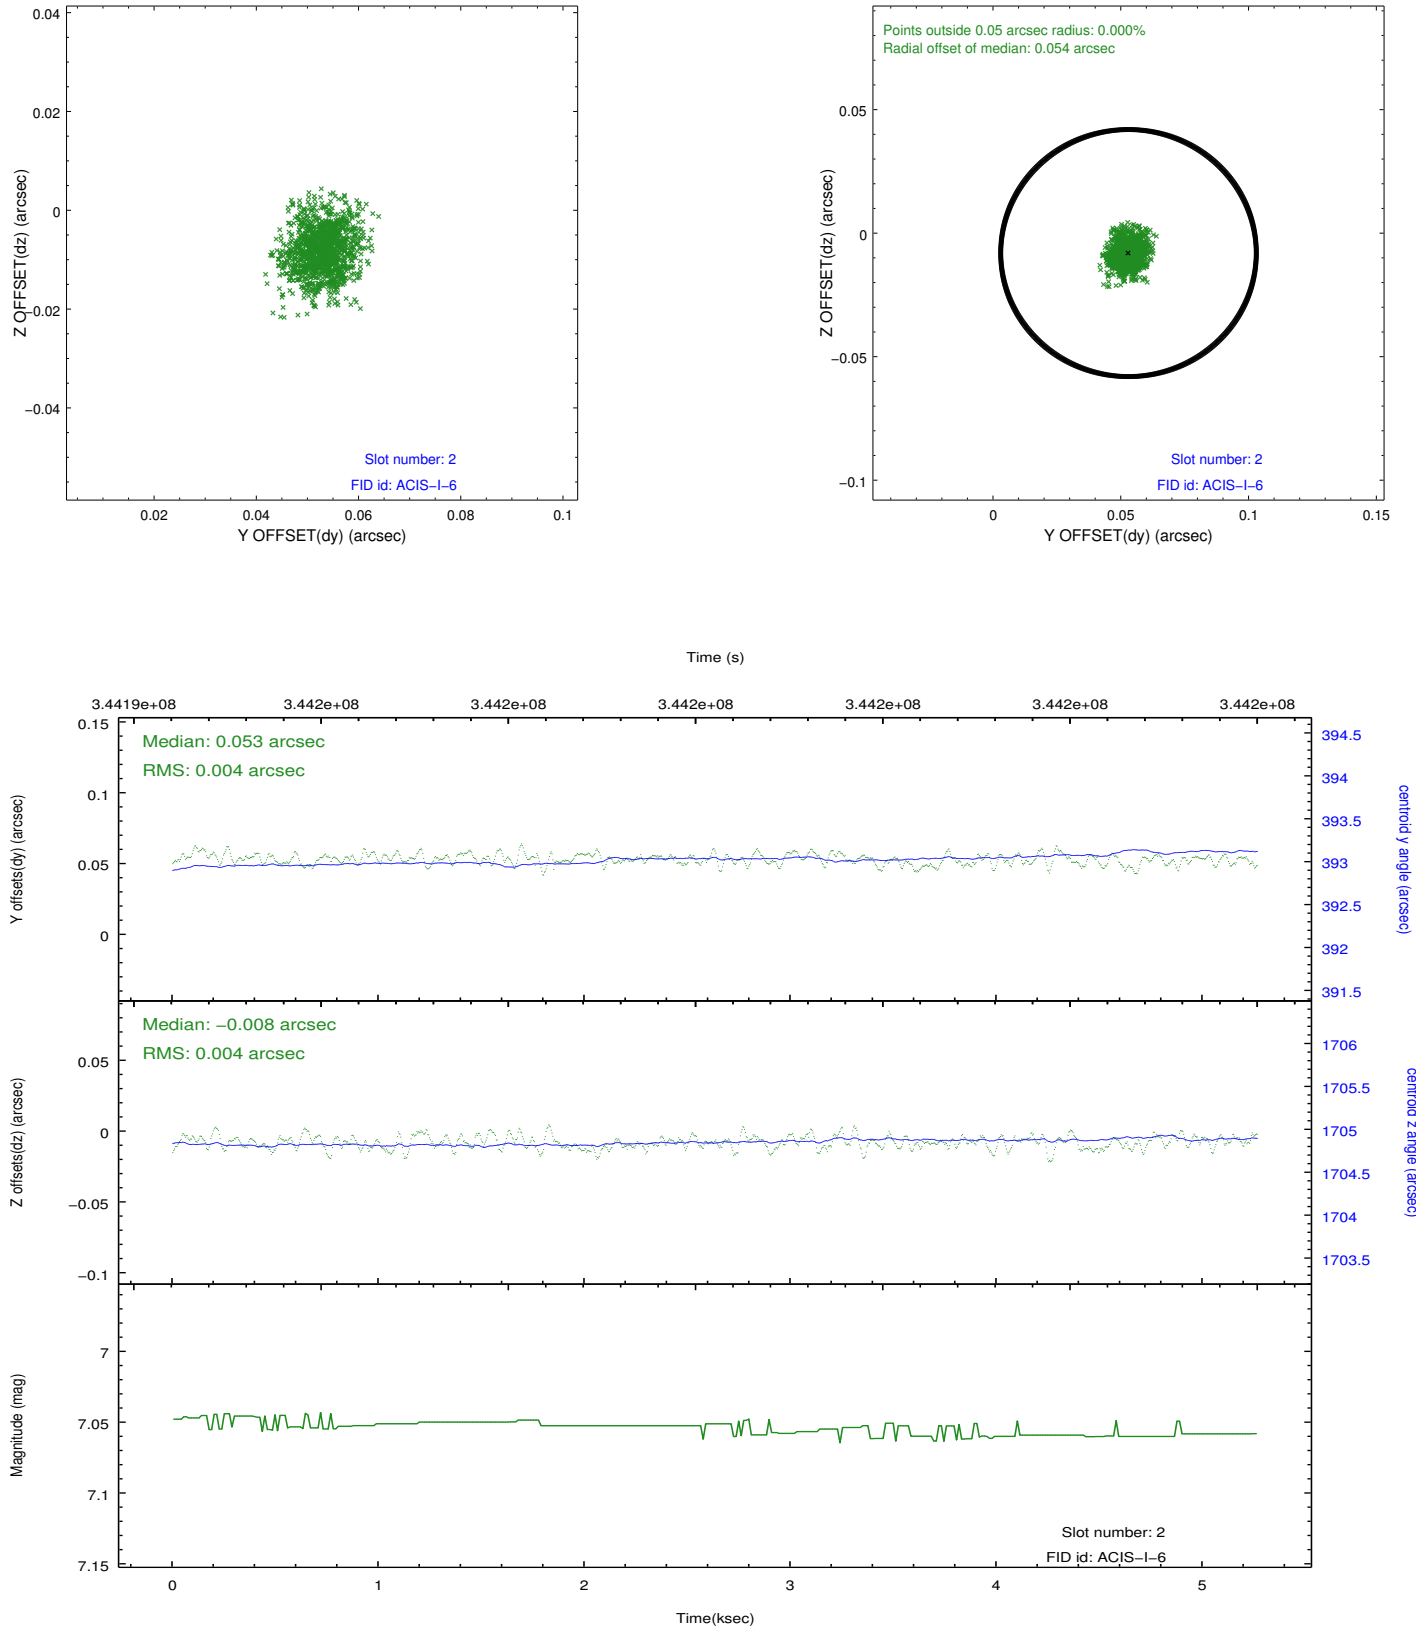 0.04
0.02
0
−0.02
−0.04
Z OFFSET(dz) (arcsec)
Slot number: 2
FID id: ACIS−I−6
0.02 0.04 0.06 0.08 0.1
Y OFFSET(dy) (arcsec)
Points outside 0.05 arcsec radius: 0.000%
Radial offset of median: 0.054 arcsec
0.05
0
−0.05
−0.1
Z OFFSET(dz) (arcsec)
Slot number: 2
FID id: ACIS−I−6
0 0.05 0.1 0.15
Y OFFSET(dy) (arcsec)
Time (s)
3.4419e+08 3.442e+08 3.442e+08 3.442e+08 3.442e+08 3.442e+08 3.442e+08
Median: 0.053 arcsec
RMS: 0.004 arcsec
0.15
0.1
0.05
0
Y offsets(dy) (arcsec)
394.5
394
393.5
393
392.5
392
391.5
centroid y angle (arcsec)
Median: −0.008 arcsec
RMS: 0.004 arcsec
0.05
0
−0.05
−0.1
Z offsets(dz) (arcsec)
1706
1705.5
1705
1704.5
1704
1703.5
centroid z angle (arcsec)
7
7.05
7.1
7.15
Magnitude (mag)
Slot number: 2
FID id: ACIS−I−6
0 1 2 3 4 5
Time(ksec)